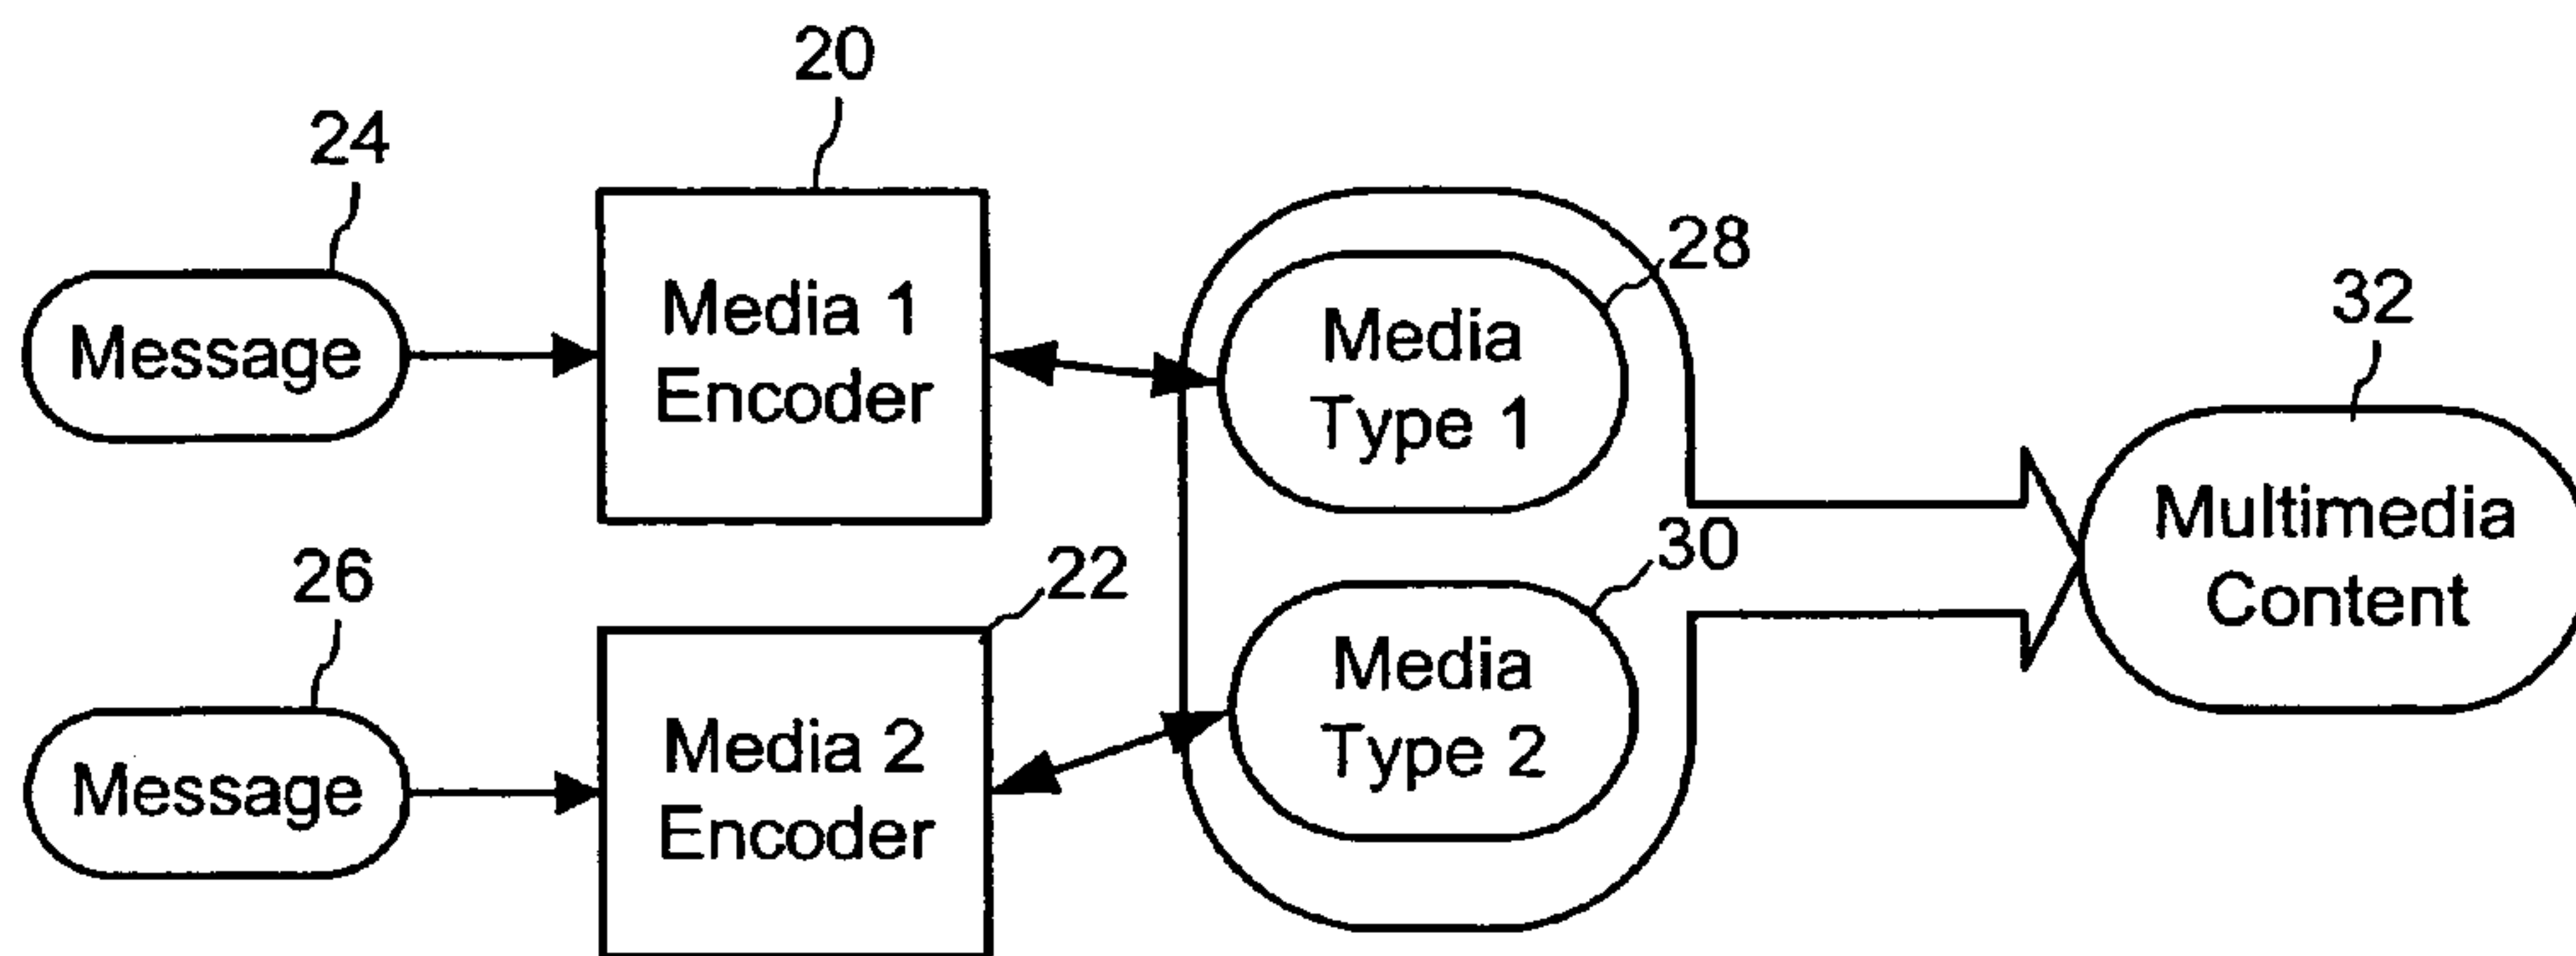 20
24
Media 1
Encoder
28
Message
Media
Type 1
32
Multimedia
Content
26
22
30
Message
Media 2
Encoder
Media
Type 2